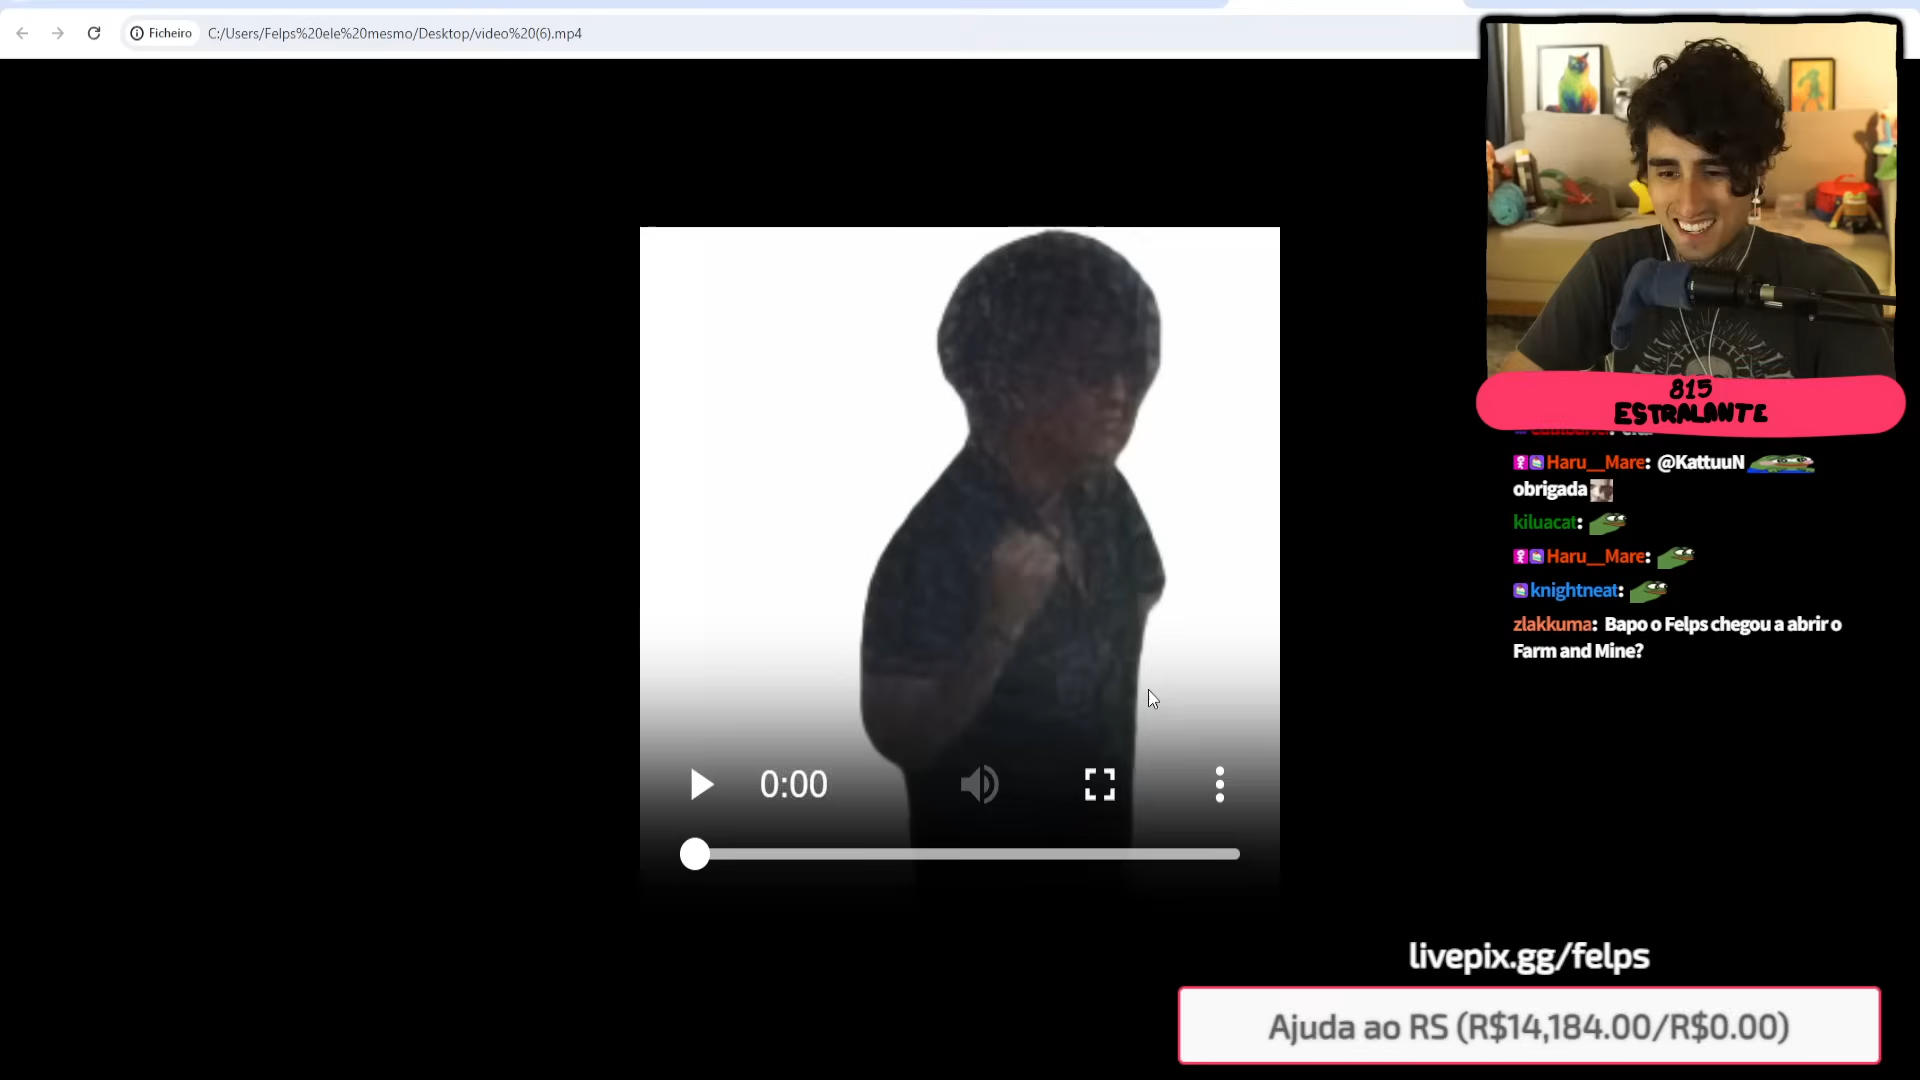 Ficheiro C:/Users/Felps%20ele%20mesmo/Desktop/video%20(6).mp4
0:00
815
ESTRALANTE
Haru__Mare: @KattuuN
obrigada
kiluacat:
Haru__Mare:
knightneat:
zlakkuma: Bapo o Felps chegou a abrir o
Farm and Mine?
livepix.gg/felps
Ajuda ao RS (R$14,184.00/R$0.00)